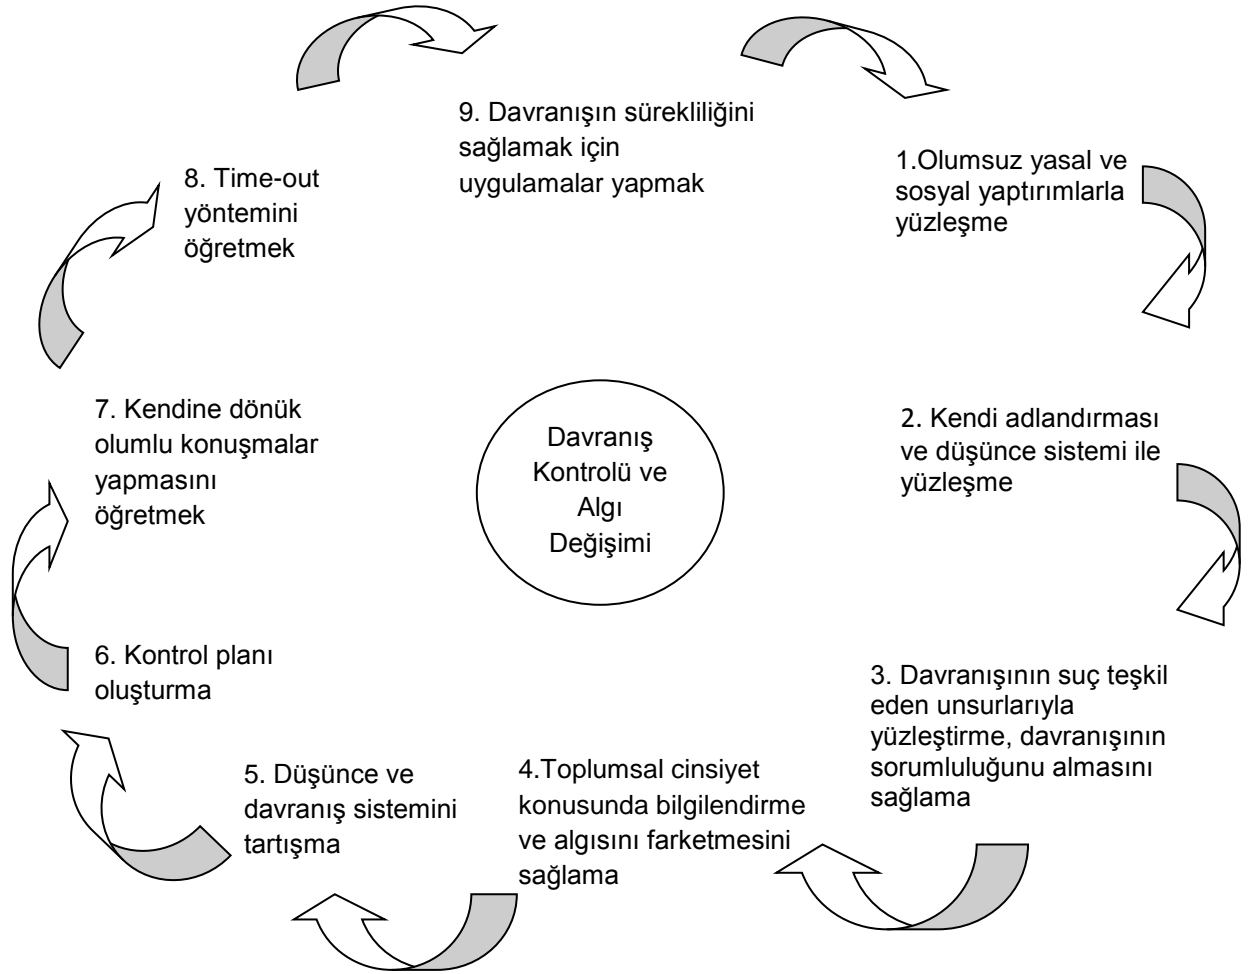 1.Olumsuz yasal ve
sosyal yaptırımlarla
yüzleşme
2. Kendi adlandırması
ve düşünce sistemi ile
yüzleşme
3. Davranışının suç teşkil
eden unsurlarıyla
yüzleştirme, davranışının
sorumluluğunu almasını
sağlama
4.Toplumsal cinsiyet
konusunda bilgilendirme
ve algısını farketmesini
sağlama
5. Düşünce ve
davranış sistemini
tartışma
6. Kontrol planı
oluşturma
7. Kendine dönük
olumlu konuşmalar
yapmasını
öğretmek
8. Time-out
yöntemini
öğretmek
9. Davranışın sürekliliğini
sağlamak için
uygulamalar yapmak
Davranış
Kontrolü ve
Algı
Değişimi